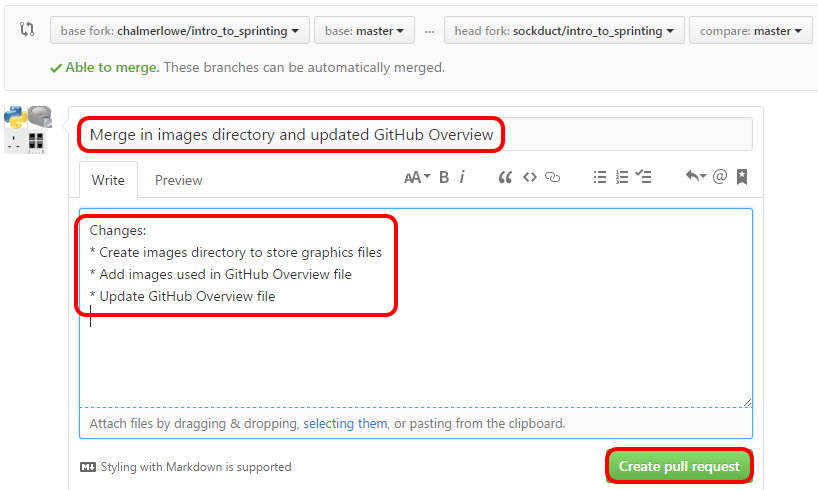 base fork: chalmerlowe/intro_to_sprinting base: master ... head fork: sockduct/intro_to_sprinting compare: master
Able to merge. These branches can be automatically merged.
Merge in images directory and updated GitHub Overview
Write Preview AA B i
Changes:
* Create images directory to store graphics files
* Add images used in GitHub Overview file
* Update GitHub Overview file
Attach files by dragging & dropping, selecting them, or pasting from the clipboard.
Styling with Markdown is supported Create pull request